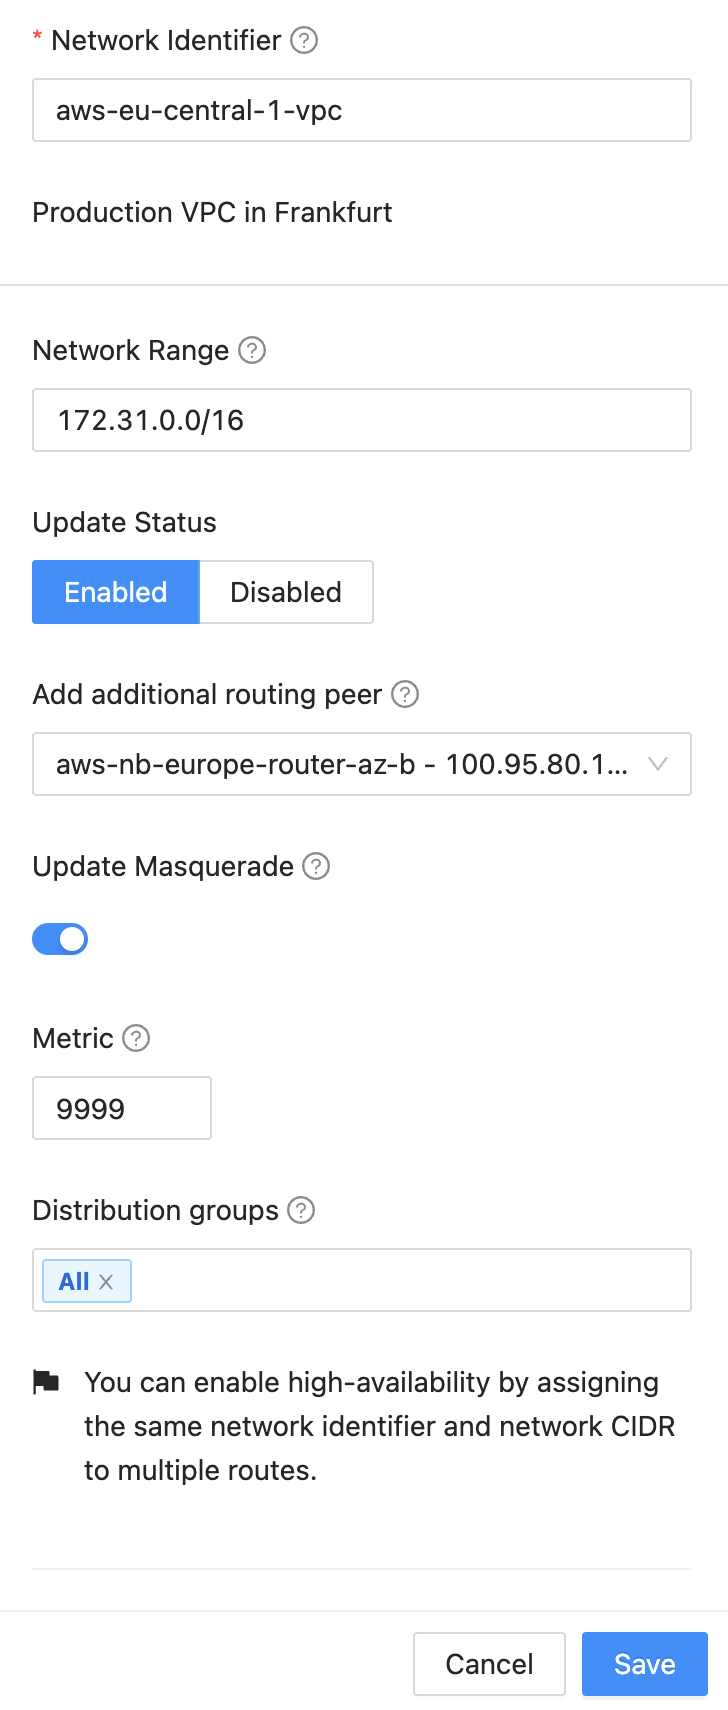 * Network Identifier ?
aws-eu-central-1-vpc
Production VPC in Frankfurt
Network Range ?
172.31.0.0/16
Update Status
Enabled Disabled
Add additional routing peer ?
aws-nb-europe-router-az-b - 100.95.80.1...
Update Masquerade ?
Metric ?
9999
Distribution groups ?
All ×
You can enable high-availability by assigning
the same network identifier and network CIDR
to multiple routes.
Cancel Save